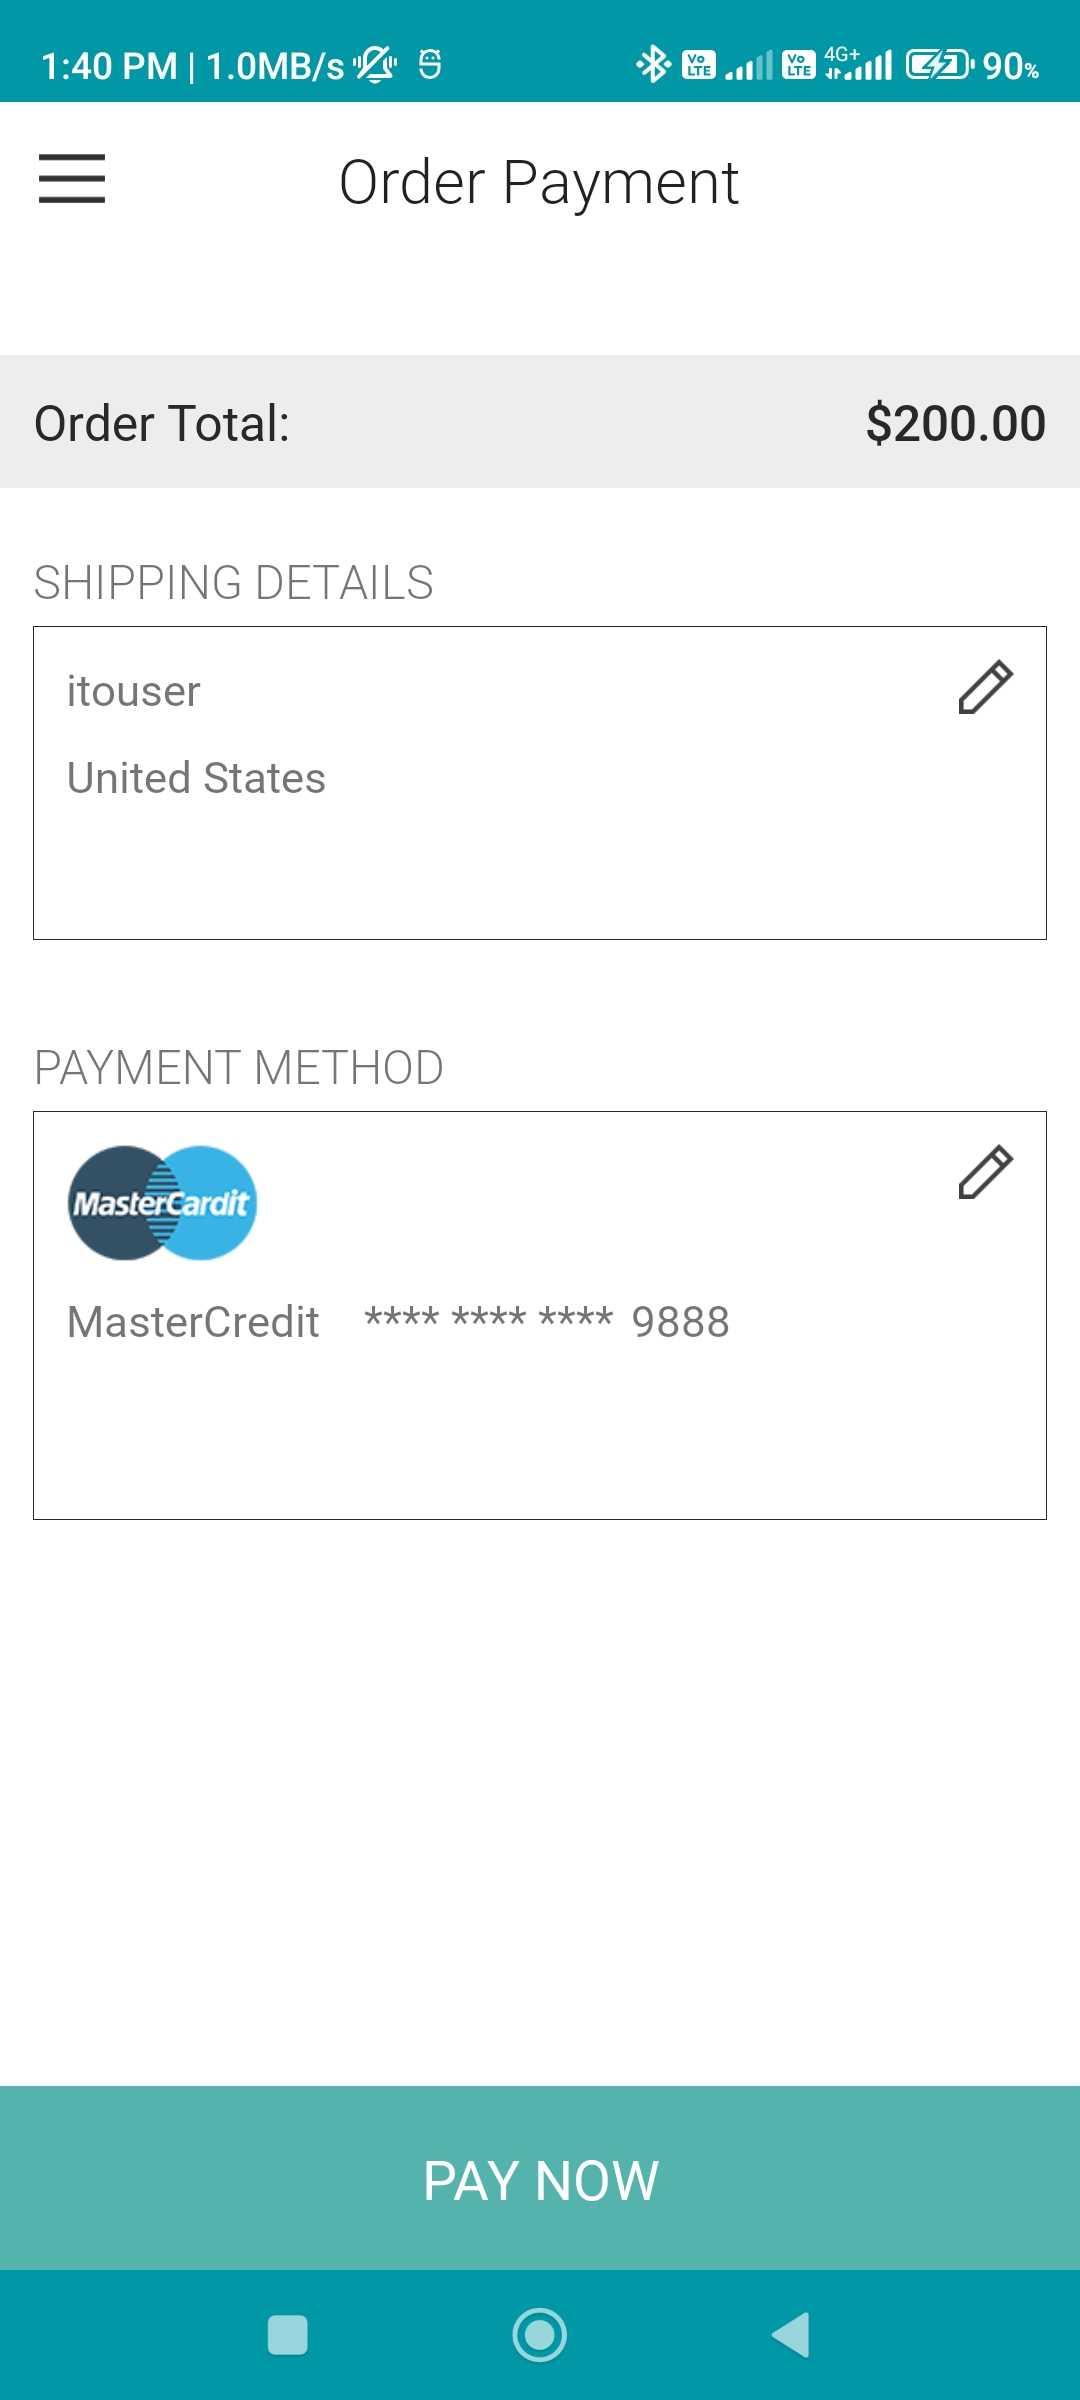 1:40 PM | 1.0MB/s Vo LTE Vo LTE 4G+ 90%
Order Payment
Order Total: $200.00
SHIPPING DETAILS
itouser
United States
PAYMENT METHOD
MasterCardit
MasterCredit **** **** **** 9888
PAY NOW